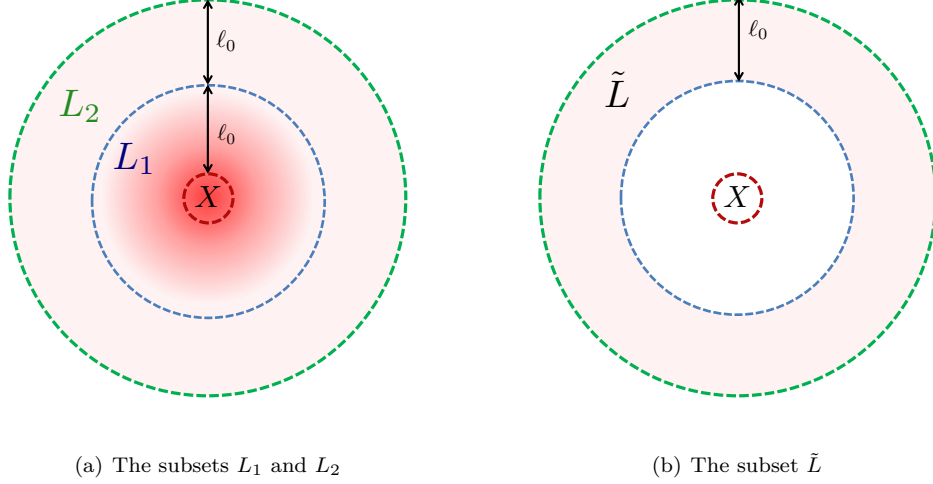 ℓ₀
L₂
ℓ₀
L₁
X
(a) The subsets L₁ and L₂
ℓ₀
L̃
X
(b) The subset L̃